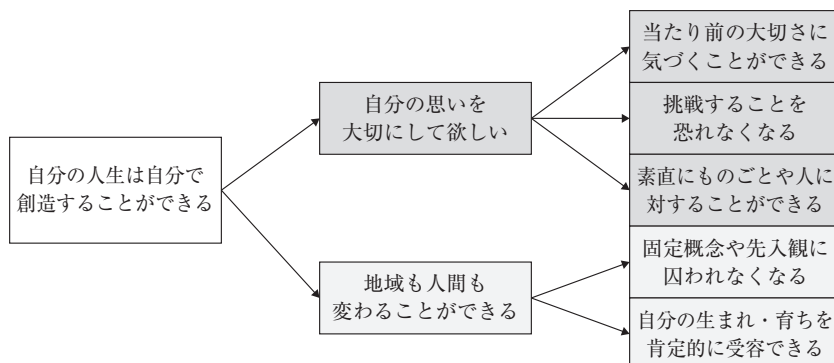 自分の人生は自分で
創造することができる
自分の思いを
大切にして欲しい
地域も人間も
変わることができる
当たり前の大切さに
気づくことができる
挑戦することを
恐れなくなる
素直にものごとや人に
対することができる
固定概念や先入観に
囚われなくなる
自分の生まれ・育ちを
肯定的に受容できる